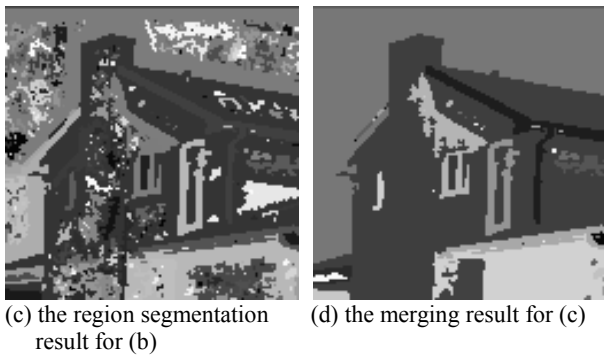 (c) the region segmentation
result for (b)
(d) the merging result for (c)